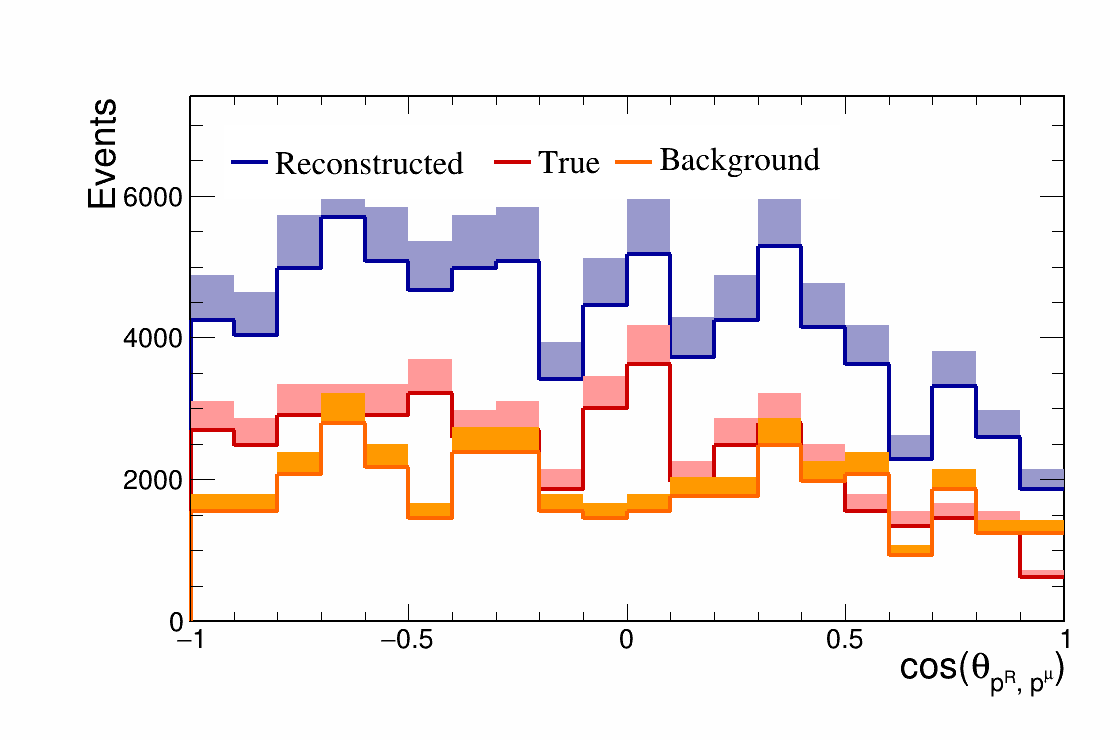 Events
Reconstructed True Background
6000
4000
2000
0
−1 −0.5 0 0.5 1
cos(θ_{p^R, p^μ})